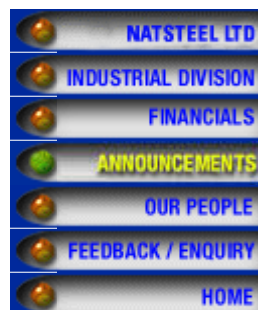 NATSTEEL LTD
INDUSTRIAL DIVISION
FINANCIALS
ANNOUNCEMENTS
OUR PEOPLE
FEEDBACK / ENQUIRY
HOME